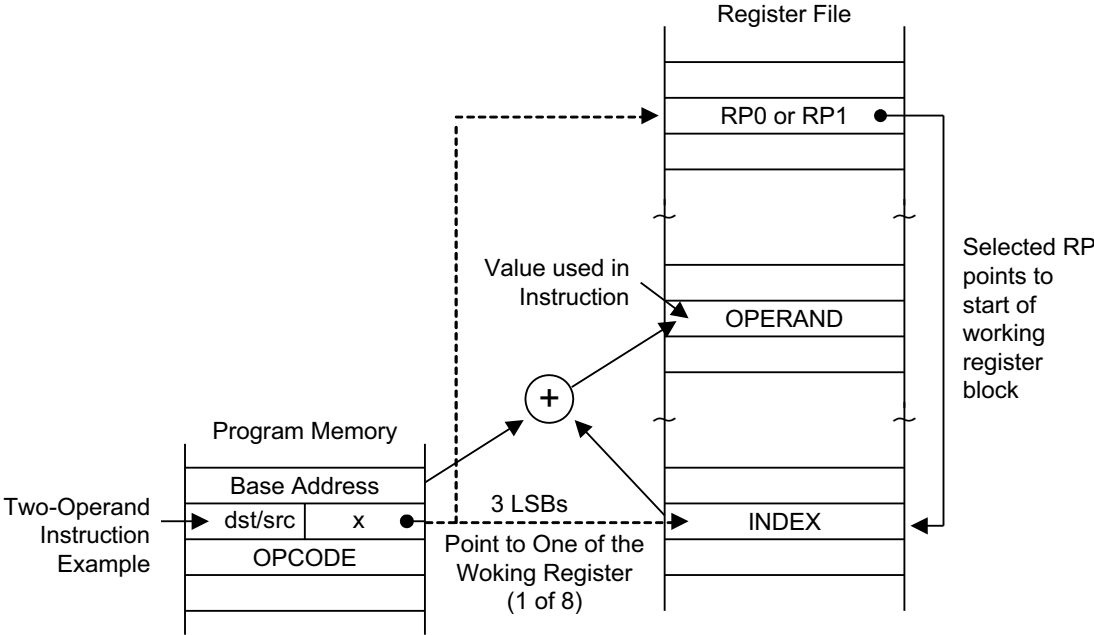 Register File
RP0 or RP1
Selected RP
points to
start of
working
register
block
Value used in
Instruction
OPERAND
+
Program Memory
Base Address
Two-Operand
Instruction
Example
dst/src
x
3 LSBs
INDEX
Point to One of the
Woking Register
(1 of 8)
OPCODE